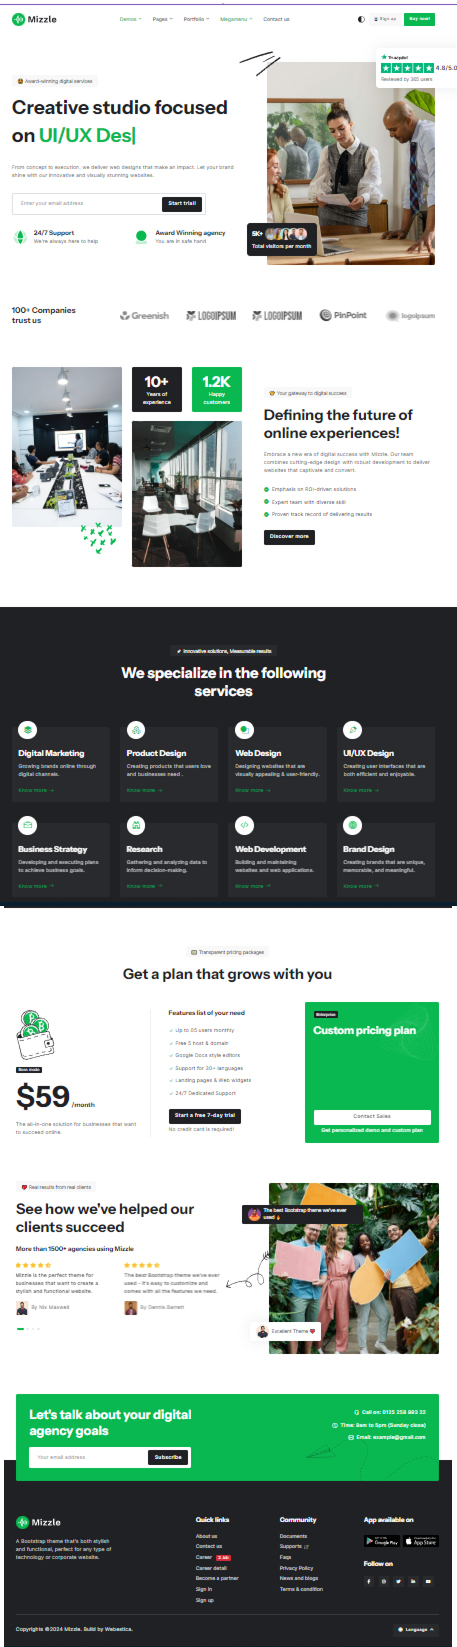 Mizzle
Demos Pages Portfolio Megamenu Contact us
Sign up
Buy now!
Trustpilot
4.8/5.0
Reviewed by 365 users
Award-winning digital services
Creative studio focused
on UI/UX Des|
From concept to execution, we deliver web designs that make an impact. Let your brand
shine with our innovative and visually stunning websites.
Enter your email address
Start trial!
24/7 Support
We're always here to help
Award Winning agency
You are in safe hand
5K+
Total visitors per month
100+ Companies
trust us
Greenish
LOGOIPSUM
LOGOIPSUM
PinPoint
logoipsum
10+
Years of
experience
1.2K
Happy
customers
Your gateway to digital success
Defining the future of
online experiences!
Embrace a new era of digital success with Mizzle. Our team
combines cutting-edge design with robust development to deliver
websites that captivate and convert.
Emphasis on ROI-driven solutions
Expert team with diverse skill
Proven track record of delivering results
Discover more
Innovative solutions, Measurable results
We specialize in the following
services
Digital Marketing
Growing brands online through
digital channels.
Know more →
Product Design
Creating products that users love
and businesses need .
Know more →
Web Design
Designing websites that are
visually appealing & user-friendly.
Know more →
UI/UX Design
Creating user interfaces that are
both efficient and enjoyable.
Know more →
Business Strategy
Developing and executing plans
to achieve business goals.
Know more →
Research
Gathering and analyzing data to
inform decision-making.
Know more →
Web Development
Building and maintaining
websites and web applications.
Know more →
Brand Design
Creating brands that are unique,
memorable, and meaningful.
Know more →
Transparent pricing packages
Get a plan that grows with you
$59 /month
The all-in-one solution for businesses that want
to succeed online.
Features list of your need
Up to 05 users monthly
Free 5 host & domain
Google Docs style editors
Support for 30+ languages
Landing pages & Web widgets
24/7 Dedicated Support
Start a free 7-day trial
No credit card is required!
Enterprise
Custom pricing plan
Contact Sales
Get personalized demo and custom plan
Real results from real clients
See how we've helped our
clients succeed
More than 1500+ agencies using Mizzle
Mizzle is the perfect theme for
businesses that want to create a
stylish and functional website.
By Nix Maxwell
The best Bootstrap theme we've ever
used - it's easy to customize and
comes with all the features we need.
By Dennis Barrett
The best Bootstrap theme we've ever
used
Excellent Theme
Let's talk about your digital
agency goals
Your email address
Subscribe
Call on: 0125 258 983 22
Time: 9am to 5pm (Sunday close)
Email: example@gmail.com
Mizzle
A Bootstrap theme that's both stylish
and functional, perfect for any type of
technology or corporate website.
Quick links
About us
Contact us
Career 2 Job
Career detail
Become a partner
Sign in
Sign up
Community
Documents
Supports
Faqs
Privacy Policy
News and blogs
Terms & condition
App available on
Google Play
App Store
Follow on
Copyrights ©2024 Mizzle. Build by Webestica.
Language